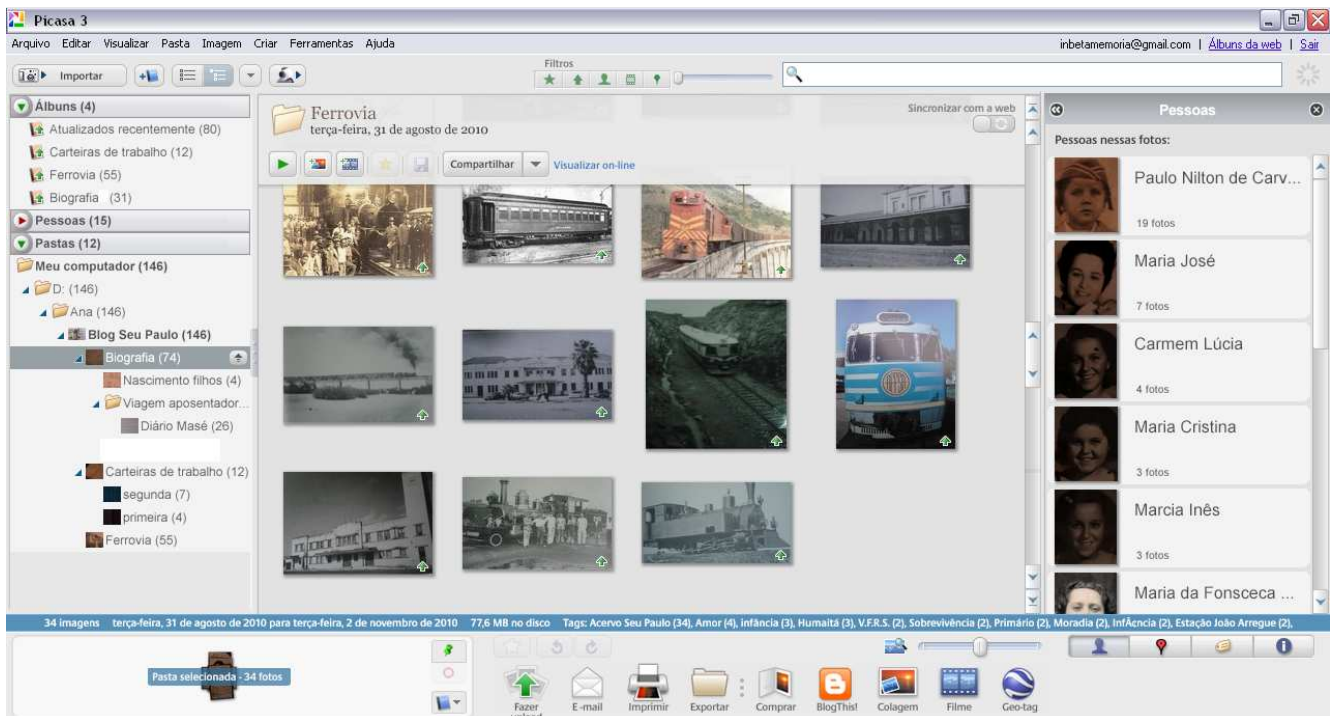 Picasa 3
Arquivo Editar Visualizar Pasta Imagem Criar Ferramentas Ajuda
inbetamemoria@gmail.com | Álbuns da web | Sair
Importar
Filtros
Álbuns (4)
Atualizados recentemente (80)
Carteiras de trabalho (12)
Ferrovia (55)
Biografia (31)
Pessoas (15)
Pastas (12)
Meu computador (146)
D: (146)
Ana (146)
Blog Seu Paulo (146)
Biografia (74)
Nascimento filhos (4)
Viagem aposentador...
Diário Masé (26)
Carteiras de trabalho (12)
segunda (7)
primeira (4)
Ferrovia (55)
Ferrovia
terça-feira, 31 de agosto de 2010
Sincronizar com a web
Compartilhar
Visualizar on-line
Pessoas
Pessoas nessas fotos:
Paulo Nilton de Carv...
19 fotos
Maria José
7 fotos
Carmem Lúcia
4 fotos
Maria Cristina
3 fotos
Marcia Inês
3 fotos
Maria da Fonsceca ...
34 imagens terça-feira, 31 de agosto de 2010 para terça-feira, 2 de novembro de 2010 77,6 MB no disco Tags: Acervo Seu Paulo (34), Amor (4), infância (3), Humaitá (3), V.F.R.S. (2), Sobrevivência (2), Primário (2), Moradia (2), InfÃ¢ncia (2), Estação João Arregue (2),
Pasta selecionada - 34 fotos
Fazer upload
E-mail
Imprimir
Exportar
Comprar
BlogThis!
Colagem
Filme
Geo-tag